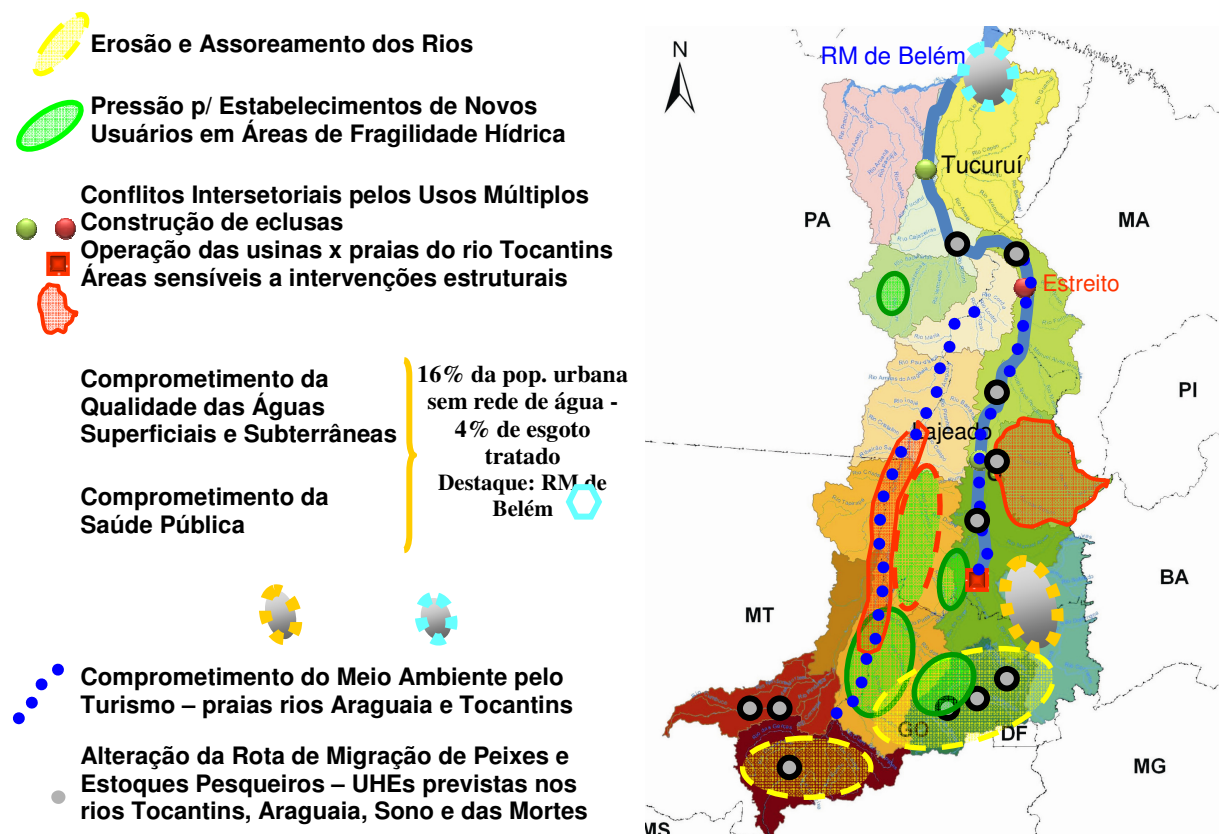 Erosão e Assoreamento dos Rios
Pressão p/ Estabelecimentos de Novos
Usuários em Áreas de Fragilidade Hídrica
Conflitos Intersetoriais pelos Usos Múltiplos
Construção de eclusas
Operação das usinas x praias do rio Tocantins
Áreas sensíveis a intervenções estruturais
Comprometimento da
Qualidade das Águas
Superficiais e Subterrâneas
Comprometimento da
Saúde Pública
16% da pop. urbana
sem rede de água -
4% de esgoto
tratado
Destaque: RM de
Belém
Comprometimento do Meio Ambiente pelo
Turismo – praias rios Araguaia e Tocantins
Alteração da Rota de Migração de Peixes e
Estoques Pesqueiros – UHEs previstas nos
rios Tocantins, Araguaia, Sono e das Mortes
N
RM de Belém
Tucuruí
PA
MA
Estreito
PI
Lajeado
BA
MT
GO
DF
MG
MS